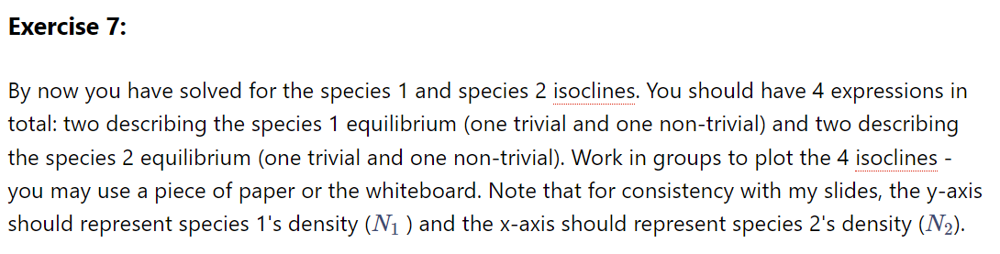 Exercise 7:
By now you have solved for the species 1 and species 2 isoclines. You should have 4 expressions in
total: two describing the species 1 equilibrium (one trivial and one non-trivial) and two describing
the species 2 equilibrium (one trivial and one non-trivial). Work in groups to plot the 4 isoclines -
you may use a piece of paper or the whiteboard. Note that for consistency with my slides, the y-axis
should represent species 1's density (N₁ ) and the x-axis should represent species 2's density (N₂).